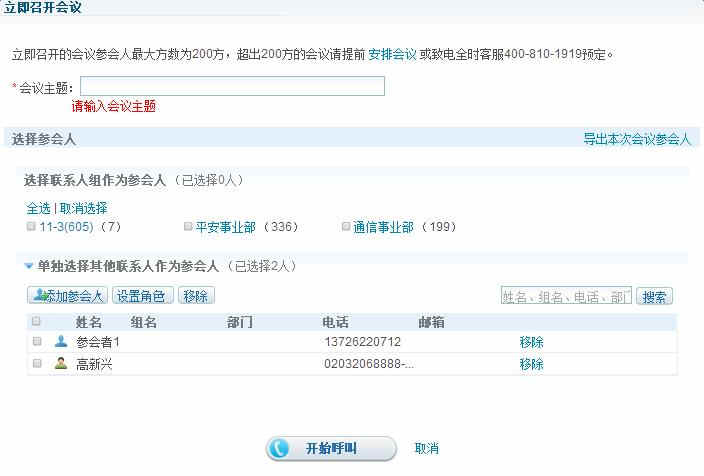 立即召开会议
立即召开的会议参会人最大方数为200方，超出200方的会议请提前 安排会议 或致电全时客服400-810-1919预定。
* 会议主题：
请输入会议主题
选择参会人 导出本次会议参会人
选择联系人组作为参会人（已选择0人）
全选 | 取消选择
11-3(605)（7） 平安事业部（336） 通信事业部（199）
单独选择其他联系人作为参会人（已选择2人）
添加参会人 设置角色 移除 姓名、组名、电话、部门 搜索
姓名 组名 部门 电话 邮箱
参会者1 13726220712 移除
高新兴 02032068888-... 移除
开始呼叫 取消